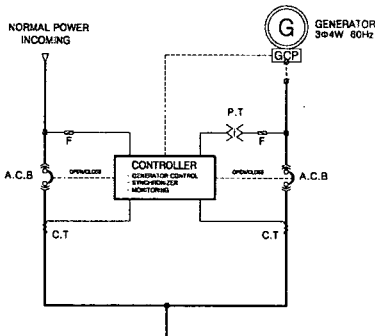 NORMAL POWER
INCOMING
G
GENERATOR
3Φ4W 60Hz
GCP
P.T
F
F
A.C.B
OPEN/CLOSE
CONTROLLER
- GENERATOR CONTROL
- SYNCHRONIZER
- MONITORING
OPEN/CLOSE
A.C.B
C.T
C.T